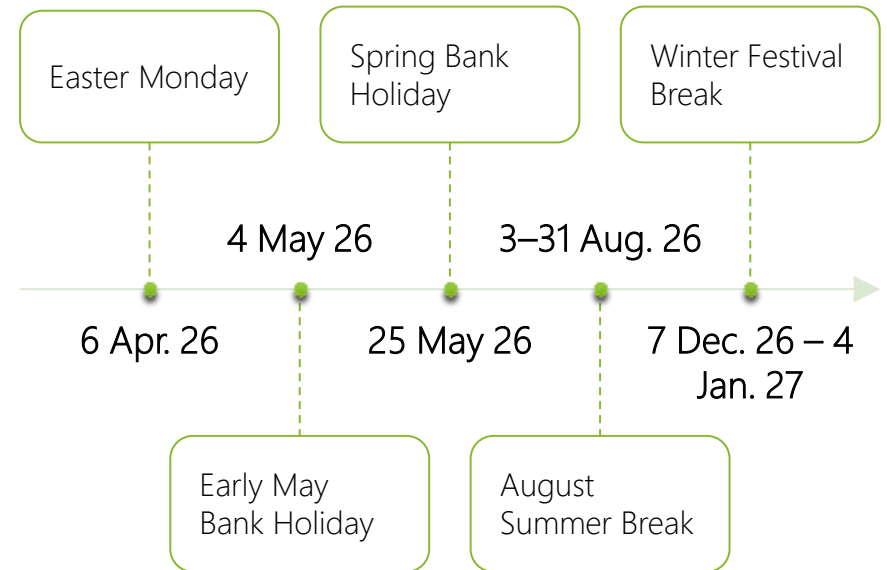 Easter Monday
Spring Bank
Holiday
Winter Festival
Break
4 May 26
3–31 Aug. 26
6 Apr. 26
25 May 26
7 Dec. 26 – 4
Jan. 27
Early May
Bank Holiday
August
Summer Break